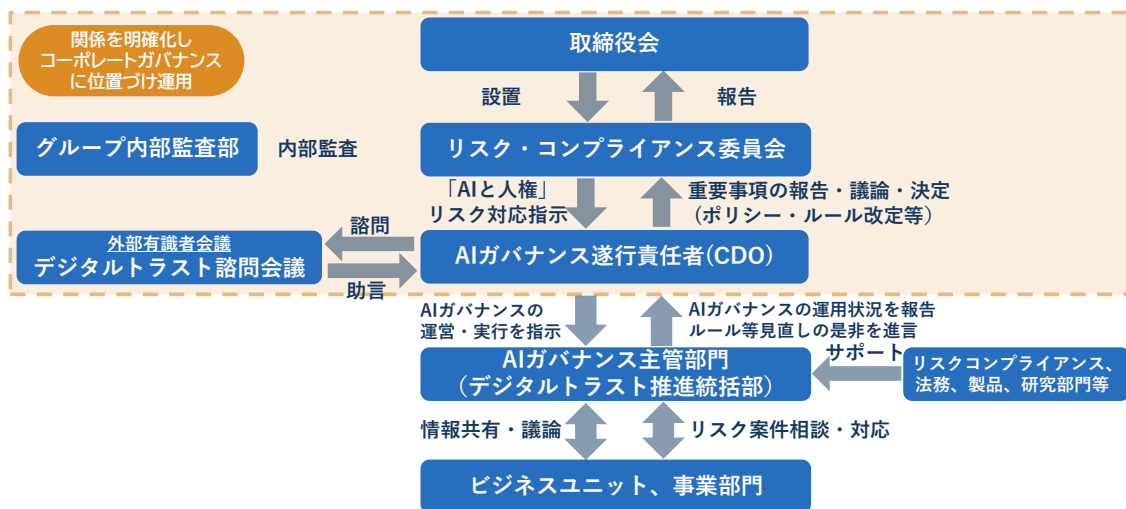 関係を明確化し
コーポレートガバナンス
に位置づけ運用
取締役会
設置
報告
グループ内部監査部
内部監査
リスク・コンプライアンス委員会
「AIと人権」
リスク対応指示
重要事項の報告・議論・決定
（ポリシー・ルール改定等）
諮問
外部有識者会議
デジタルトラスト諮問会議
助言
AIガバナンス遂行責任者(CDO)
AIガバナンスの
運営・実行を指示
AIガバナンスの運用状況を報告
ルール等見直しの是非を進言
AIガバナンス主管部門
（デジタルトラスト推進統括部）
サポート
リスクコンプライアンス、
法務、製品、研究部門等
情報共有・議論
リスク案件相談・対応
ビジネスユニット、事業部門